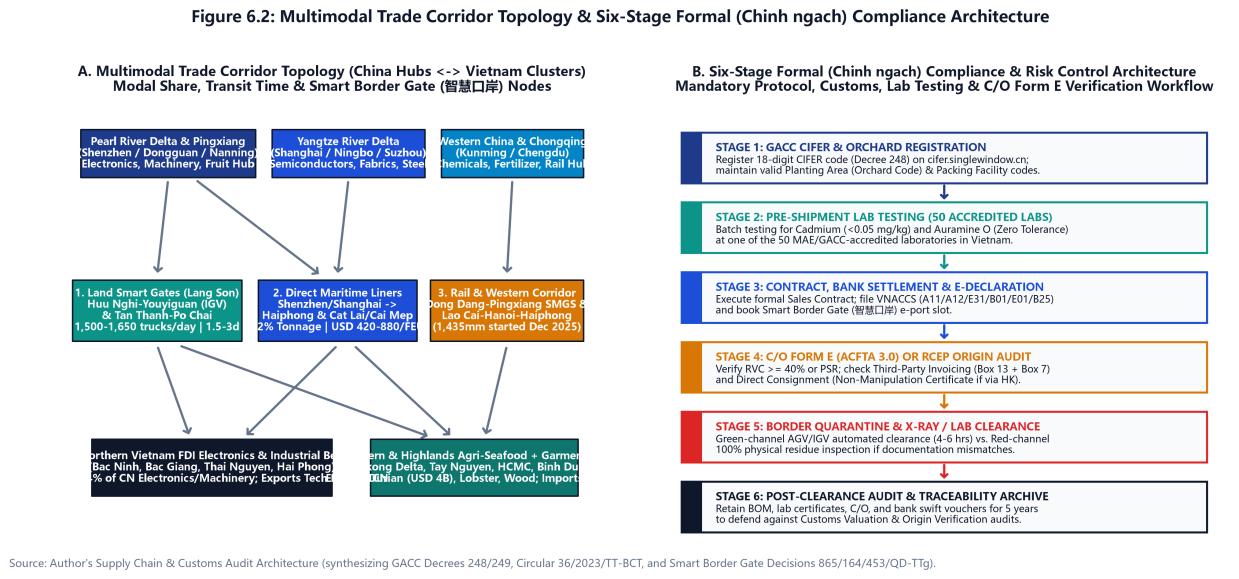 Figure 6.2: Multimodal Trade Corridor Topology & Six-Stage Formal (Chinh ngach) Compliance Architecture
A. Multimodal Trade Corridor Topology (China Hubs <-> Vietnam Clusters)
Modal Share, Transit Time & Smart Border Gate (智慧口岸) Nodes
Pearl River Delta & Pingxiang
(Shenzhen / Dongguan / Nanning)
Electronics, Machinery, Fruit Hub
Yangtze River Delta
(Shanghai / Ningbo / Suzhou)
Semiconductors, Fabrics, Steel
Western China & Chongqing
(Kunming / Chengdu)
Chemicals, Fertilizer, Rail Hub
1. Land Smart Gates (Lang Son)
Huu Nghi-Youyiguan (IGV)
& Tan Thanh-Po Chai
1,500-1,650 trucks/day | 1.5-3d
2. Direct Maritime Liners
Shenzhen/Shanghai ->
Haiphong & Cat Lai/Cai Mep
2% Tonnage | USD 420-880/FEU
3. Rail & Western Corridor
Dong Dang-Pingxiang SMGS &
Lao Cai-Hanoi-Haiphong
(1,435mm started Dec 2025)
orthern Vietnam FDI Electronics & Industrial Be
(Bac Ninh, Bac Giang, Thai Nguyen, Hai Phong)
% of CN Electronics/Machinery; Exports Tech
ern & Highlands Agri-Seafood + Garmen
ong Delta, Tay Nguyen, HCMC, Binh Du
(USD 4B), Lobster, Wood; Import
B. Six-Stage Formal (Chinh ngach) Compliance & Risk Control Architecture
Mandatory Protocol, Customs, Lab Testing & C/O Form E Verification Workflow
STAGE 1: GACC CIFER & ORCHARD REGISTRATION
Register 18-digit CIFER code (Decree 248) on cifer.singlewindow.cn;
maintain valid Planting Area (Orchard Code) & Packing Facility codes.
STAGE 2: PRE-SHIPMENT LAB TESTING (50 ACCREDITED LABS)
Batch testing for Cadmium (<0.05 mg/kg) and Auramine O (Zero Tolerance)
at one of the 50 MAE/GACC-accredited laboratories in Vietnam.
STAGE 3: CONTRACT, BANK SETTLEMENT & E-DECLARATION
Execute formal Sales Contract; file VNACCS (A11/A12/E31/B01/E01/B25)
and book Smart Border Gate (智慧口岸) e-port slot.
STAGE 4: C/O FORM E (ACFTA 3.0) OR RCEP ORIGIN AUDIT
Verify RVC >= 40% or PSR; check Third-Party Invoicing (Box 13 + Box 7)
and Direct Consignment (Non-Manipulation Certificate if via HK).
STAGE 5: BORDER QUARANTINE & X-RAY / LAB CLEARANCE
Green-channel AGV/IGV automated clearance (4-6 hrs) vs. Red-channel
100% physical residue inspection if documentation mismatches.
STAGE 6: POST-CLEARANCE AUDIT & TRACEABILITY ARCHIVE
Retain BOM, lab certificates, C/O, and bank swift vouchers for 5 years
to defend against Customs Valuation & Origin Verification audits.
Source: Author's Supply Chain & Customs Audit Architecture (synthesizing GACC Decrees 248/249, Circular 36/2023/TT-BCT, and Smart Border Gate Decisions 865/164/453/QD-TTg).